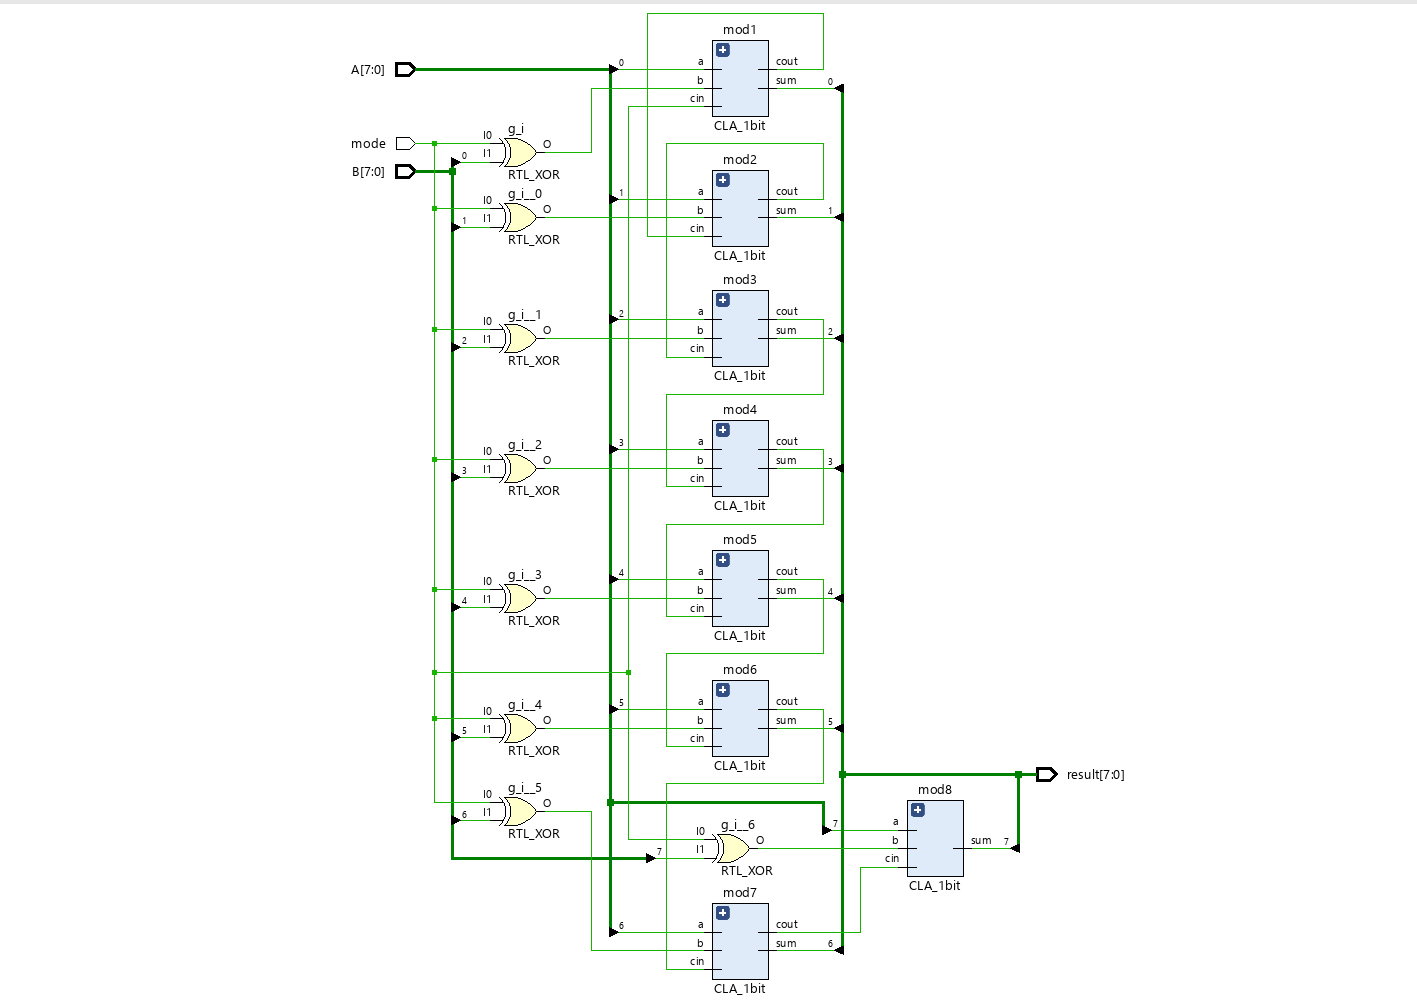 mod1
A[7:0]
0
a
cout
b
sum
0
cin
CLA_1bit
mode
I0
g_i
I1
O
0
RTL_XOR
B[7:0]
mod2
1
a
cout
b
sum
1
cin
CLA_1bit
g_i__0
I0
O
1
I1
RTL_XOR
mod3
2
a
cout
b
sum
2
cin
CLA_1bit
g_i__1
I0
O
I1
2
RTL_XOR
mod4
3
a
cout
b
sum
3
cin
CLA_1bit
g_i__2
I0
O
I1
3
RTL_XOR
mod5
4
a
cout
b
sum
4
cin
CLA_1bit
g_i__3
I0
O
I1
4
RTL_XOR
mod6
5
a
cout
b
sum
5
cin
CLA_1bit
g_i__4
I0
O
I1
5
RTL_XOR
result[7:0]
g_i__5
I0
O
I1
6
RTL_XOR
mod8
7
a
b
sum
7
cin
CLA_1bit
g_i__6
I0
O
I1
7
RTL_XOR
mod7
6
a
cout
b
sum
6
cin
CLA_1bit